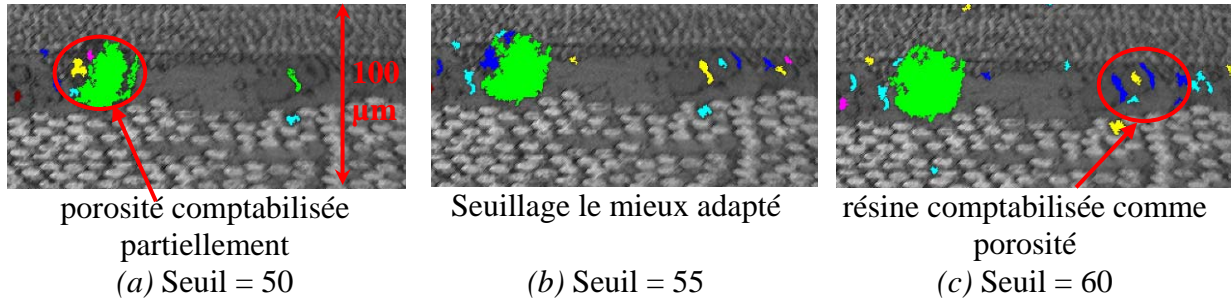 100
µm
porosité comptabilisée
partiellement
(a) Seuil = 50
Seuillage le mieux adapté
(b) Seuil = 55
résine comptabilisée comme
porosité
(c) Seuil = 60